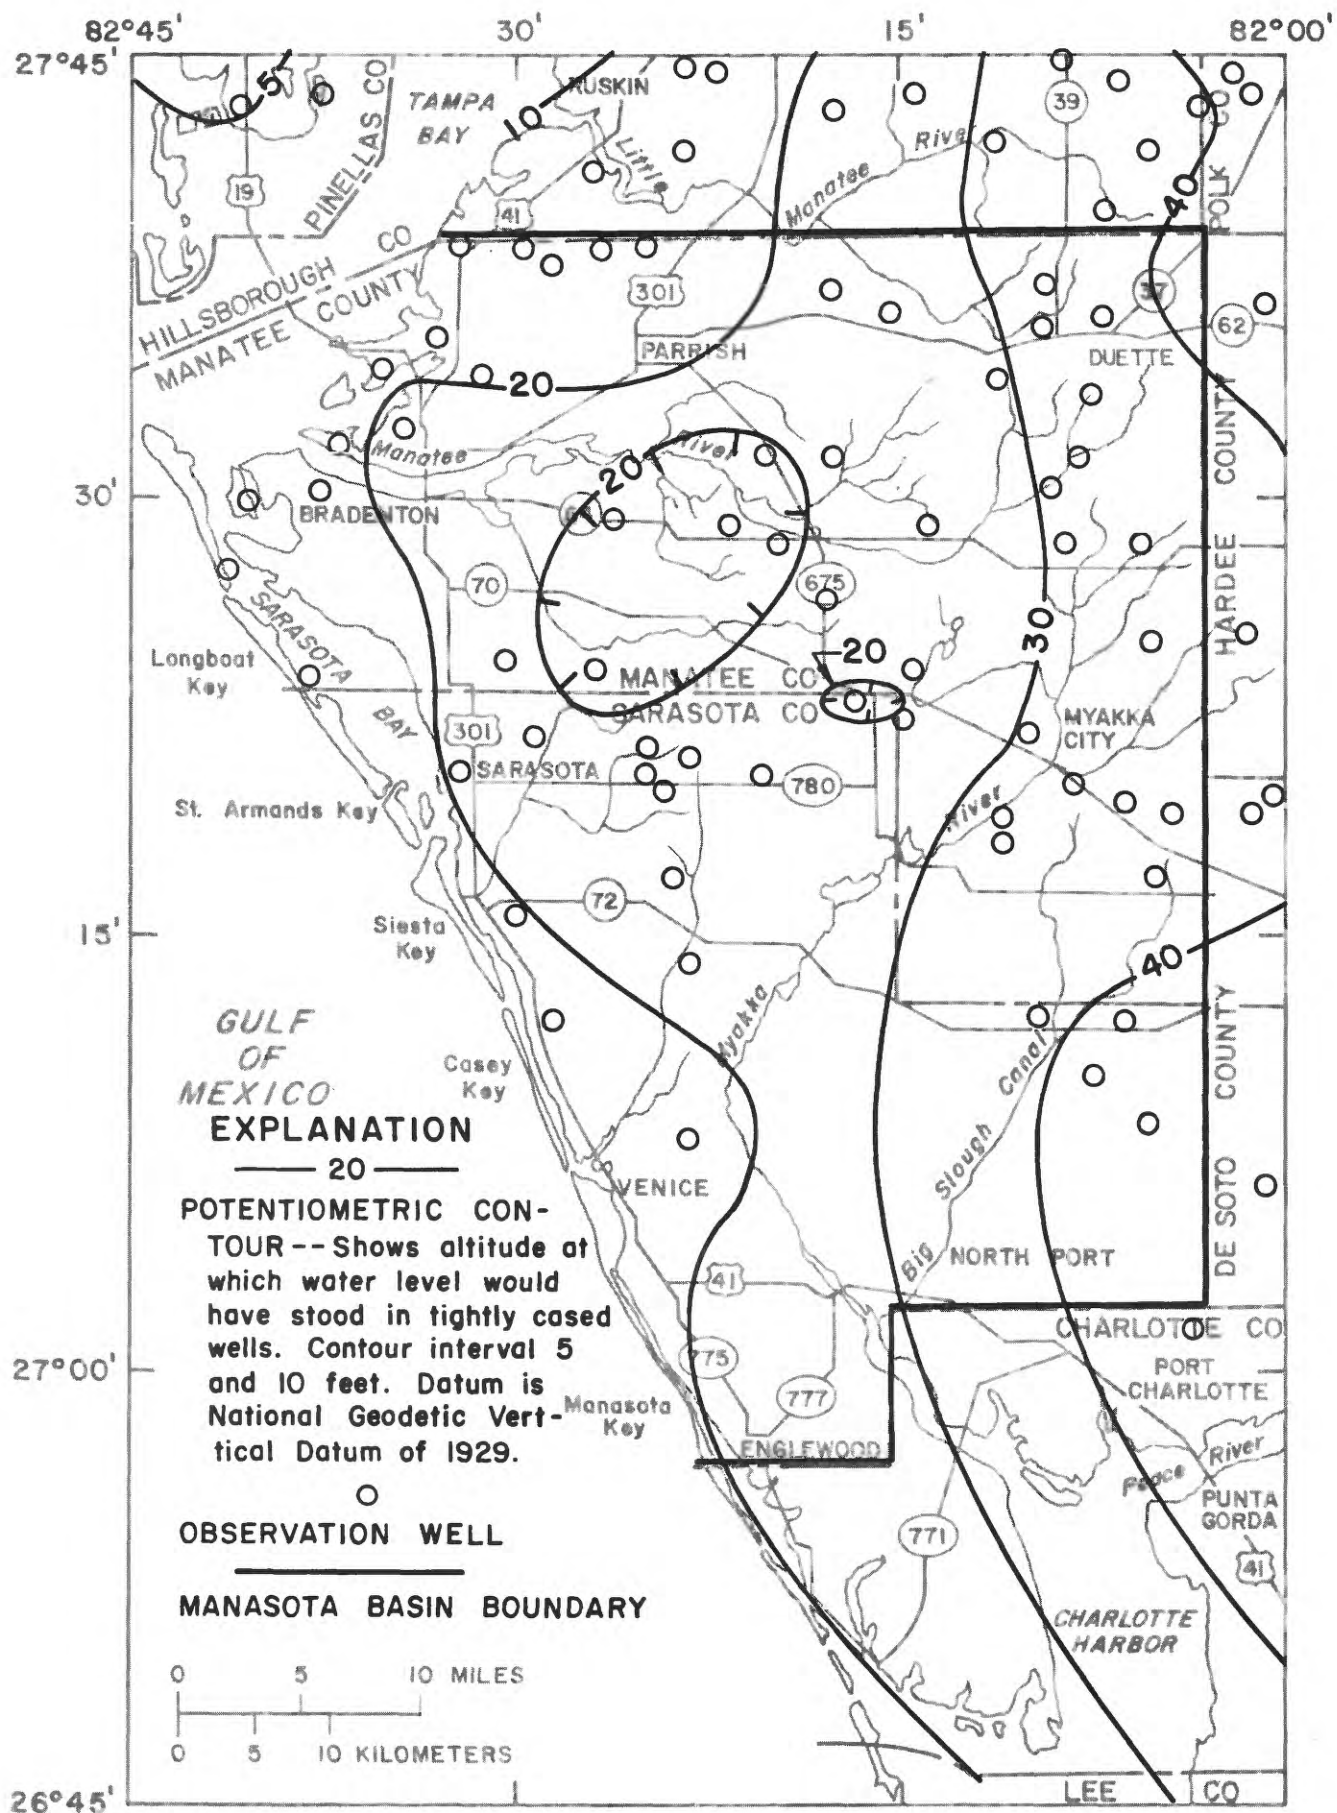 82°45' 30' 15' 82°00'
27°45'
5
TAMPA
BAY
PINELLAS CO
10
RUSKIN
Little
Manatee
River
39
40
POLK CO
19
41
HILLSBOROUGH CO
MANATEE COUNTY
301
PARRISH
37
62
DUETTE
20
Manatee
River
20
30'
BRADENTON
64
70
675
HARDEE COUNTY
SARASOTA
BAY
Longboat
Key
20
30
MANATEE CO
SARASOTA CO
MYAKKA
CITY
301
SARASOTA
780
St. Armands Key
River
72
15'
Siesta
Key
40
Myakka
GULF
OF
MEXICO
Casey
Key
Big Slough Canal
DE SOTO COUNTY
EXPLANATION
20
POTENTIOMETRIC CON-
TOUR--Shows altitude at
which water level would
have stood in tightly cased
wells. Contour interval 5
and 10 feet. Datum is
National Geodetic Vert-
tical Datum of 1929.
OBSERVATION WELL
MANASOTA BASIN BOUNDARY
VENICE
NORTH PORT
41
CHARLOTTE CO
27°00'
775
777
PORT
CHARLOTTE
Manasota
Key
ENGLEWOOD
Peace River
PUNTA
GORDA
771
41
CHARLOTTE
HARBOR
0 5 10 MILES
0 5 10 KILOMETERS
26°45'
LEE CO